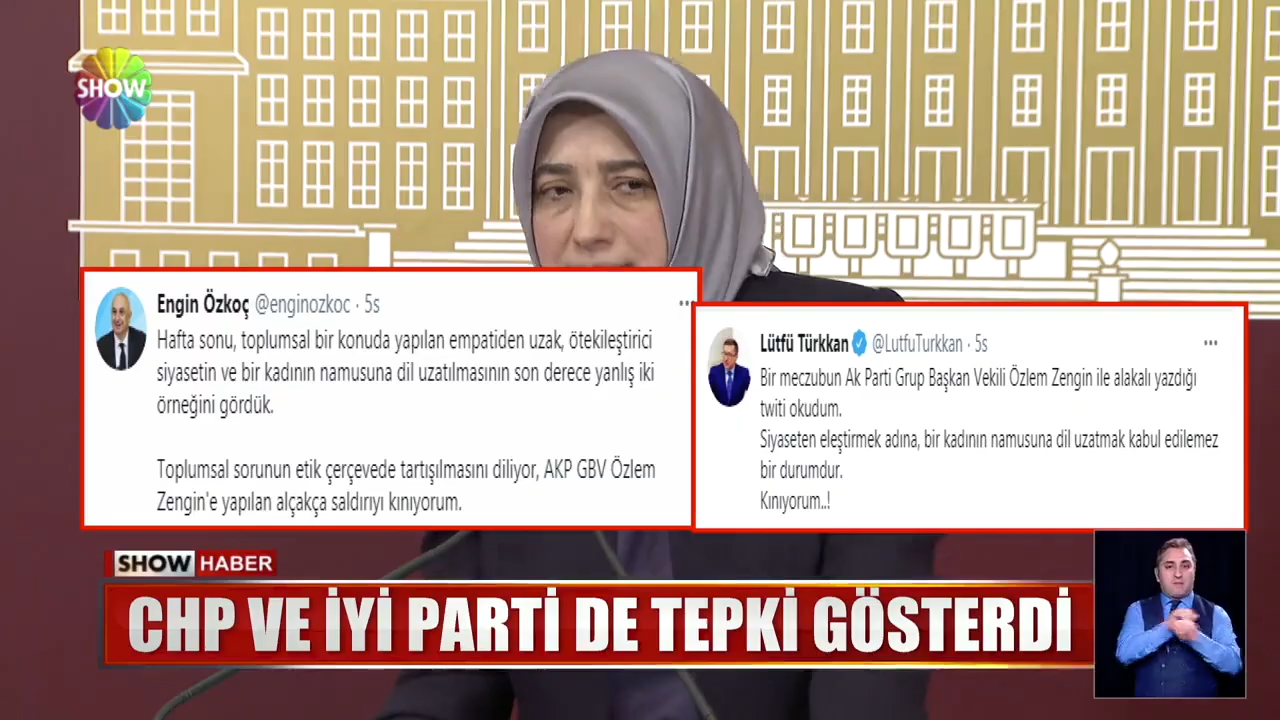 SHOW
Engin Özkoç @enginozkoc · 5s
Hafta sonu, toplumsal bir konuda yapılan empatiden uzak, ötekileştirici
siyasetin ve bir kadının namusuna dil uzatılmasının son derece yanlış iki
örneğini gördük.
Toplumsal sorunun etik çerçevede tartışılmasını diliyor, AKP GBV Özlem
Zengin'e yapılan alçakça saldırıyı kınıyorum.
Lütfü Türkkan @LutfuTurkkan · 5s
Bir meczubun Ak Parti Grup Başkan Vekili Özlem Zengin ile alakalı yazdığı
twiti okudum.
Siyaseten eleştirmek adına, bir kadının namusuna dil uzatmak kabul edilemez
bir durumdur.
Kınıyorum..!
SHOW HABER
CHP VE İYİ PARTİ DE TEPKİ GÖSTERDİ